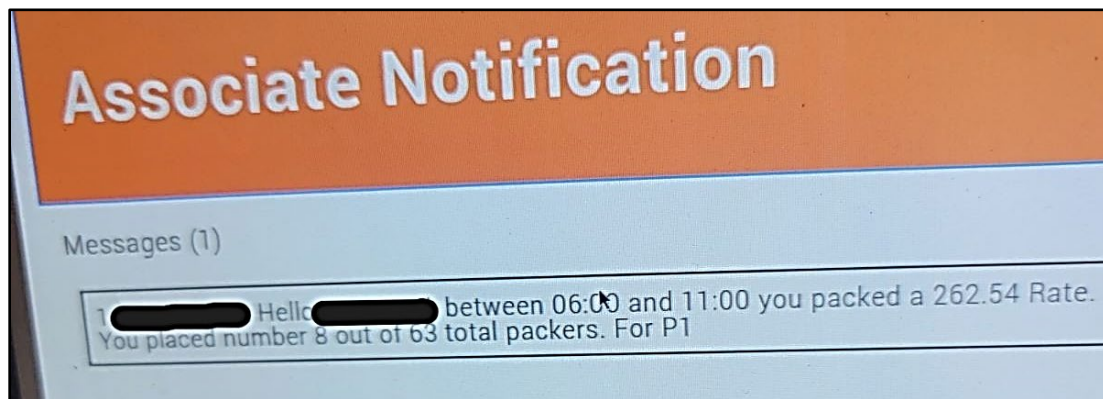 Associate Notification
Messages (1)
1 Hello between 06:00 and 11:00 you packed a 262.54 Rate.
You placed number 8 out of 63 total packers. For P1